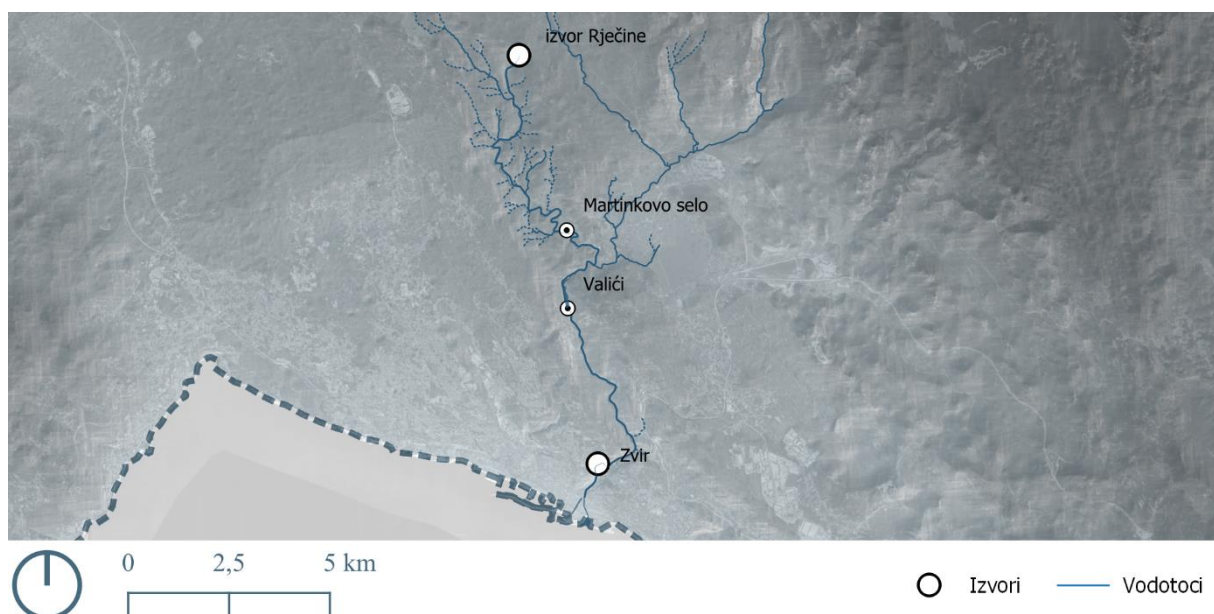 izvor Rječine
Martinkovo selo
Valići
Zvir
0 2,5 5 km
Izvori Vodotoci